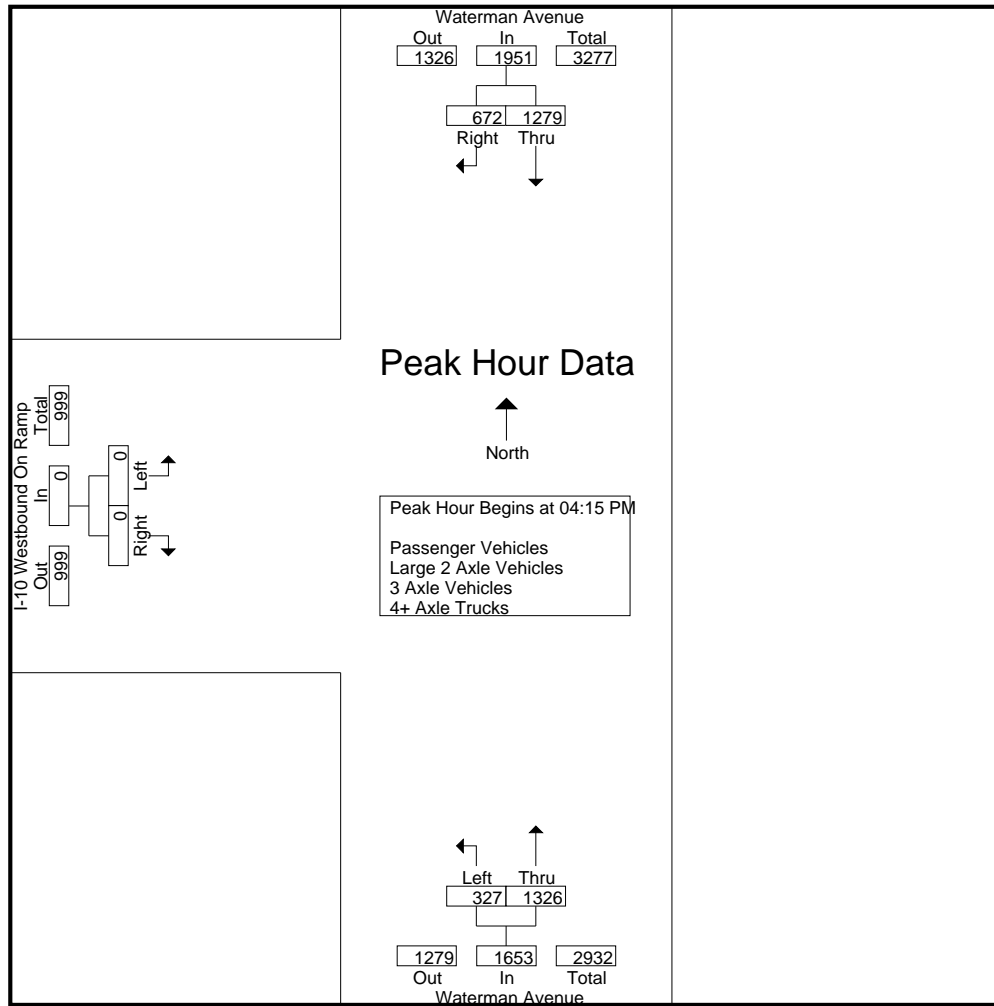 Waterman Avenue
Out In Total
1326 1951 3277
672 1279
Right Thru
Peak Hour Data
North
I-10 Westbound On Ramp
Out In Total
999 0 999
0 0
Right Left
Peak Hour Begins at 04:15 PM
Passenger Vehicles
Large 2 Axle Vehicles
3 Axle Vehicles
4+ Axle Trucks
Left Thru
327 1326
1279 1653 2932
Out In Total
Waterman Avenue